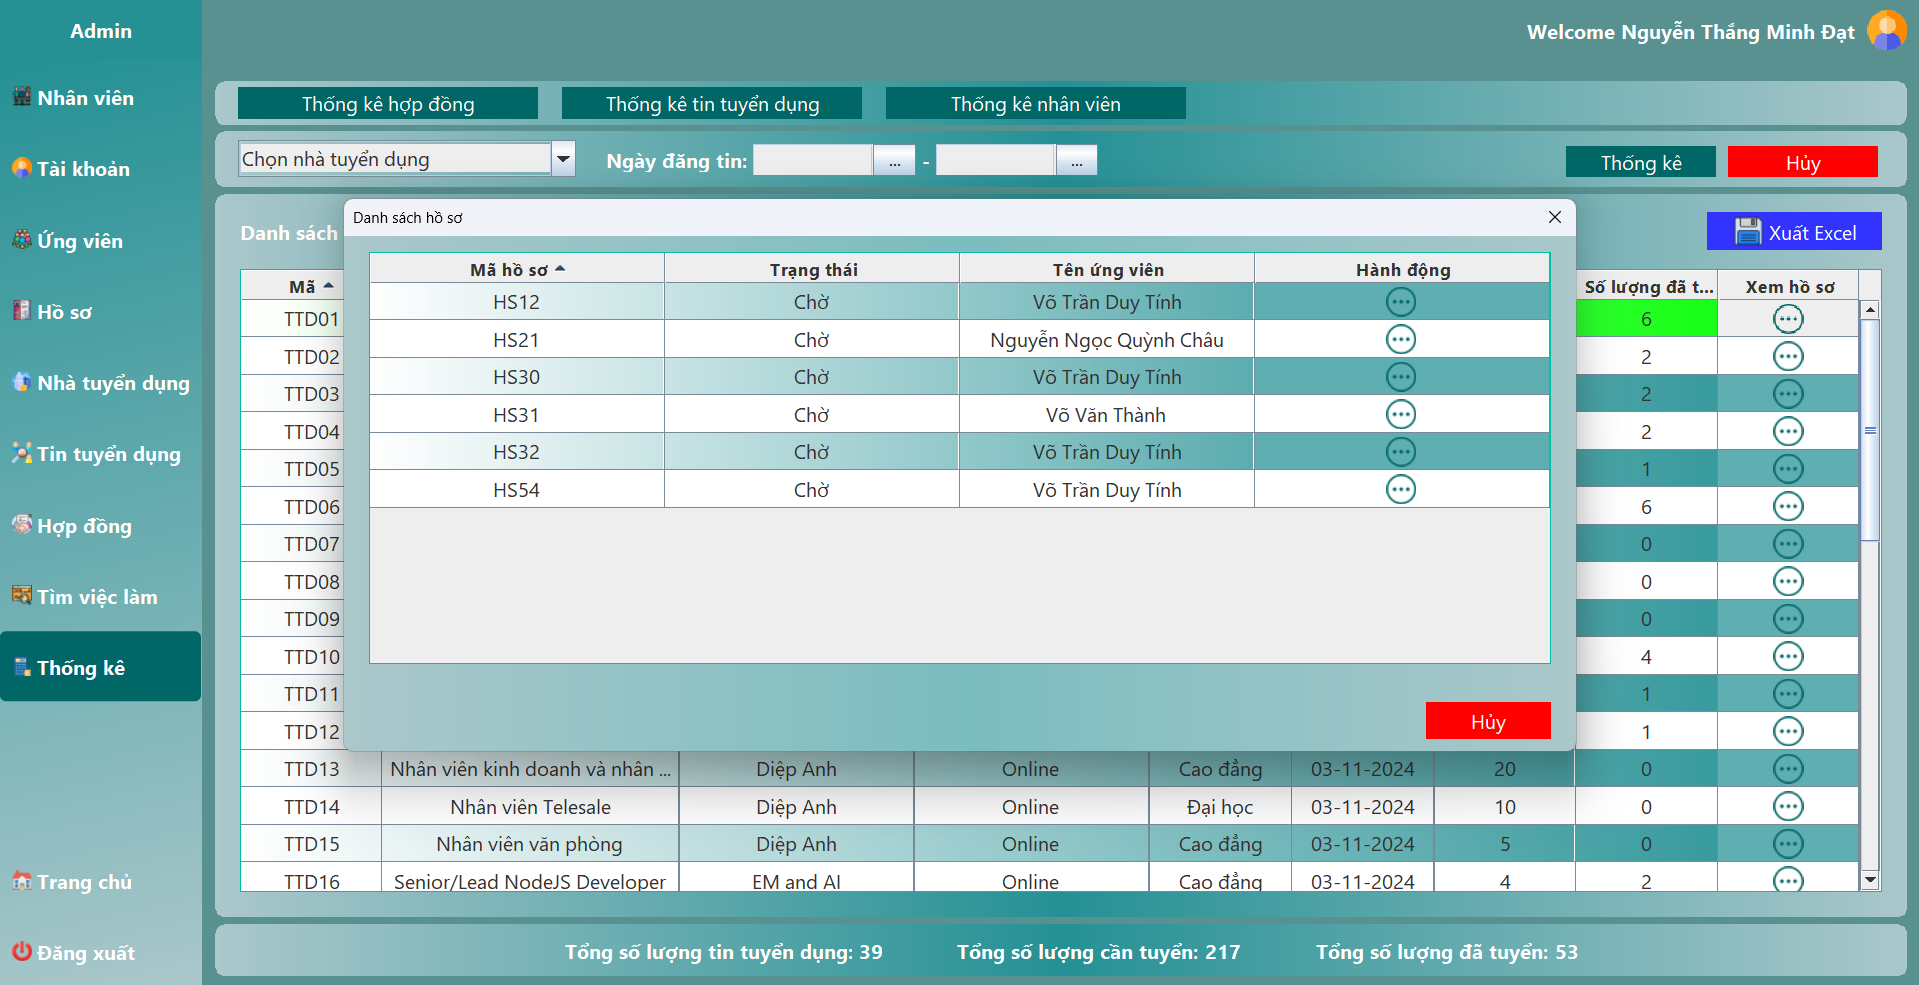 Admin
Welcome Nguyễn Thắng Minh Đạt
Nhân viên
Tài khoản
Ứng viên
Hồ sơ
Nhà tuyển dụng
Tin tuyển dụng
Hợp đồng
Tìm việc làm
Thống kê
Trang chủ
Đăng xuất
Thống kê hợp đồng Thống kê tin tuyển dụng Thống kê nhân viên
Chọn nhà tuyển dụng Ngày đăng tin: ... - ... Thống kê Hủy
Danh sách
Xuất Excel
Danh sách hồ sơ
Mã hồ sơ Trạng thái Tên ứng viên Hành động
HS12 Chờ Võ Trần Duy Tính
HS21 Chờ Nguyễn Ngọc Quỳnh Châu
HS30 Chờ Võ Trần Duy Tính
HS31 Chờ Võ Văn Thành
HS32 Chờ Võ Trần Duy Tính
HS54 Chờ Võ Trần Duy Tính
Hủy
Mã Số lượng đã t... Xem hồ sơ
TTD01 6
TTD02 2
TTD03 2
TTD04 2
TTD05 1
TTD06 6
TTD07 0
TTD08 0
TTD09 0
TTD10 4
TTD11 1
TTD12 1
TTD13 Nhân viên kinh doanh và nhân ... Diệp Anh Online Cao đẳng 03-11-2024 20 0
TTD14 Nhân viên Telesale Diệp Anh Online Đại học 03-11-2024 10 0
TTD15 Nhân viên văn phòng Diệp Anh Online Cao đẳng 03-11-2024 5 0
TTD16 Senior/Lead NodeJS Developer EM and AI Online Cao đẳng 03-11-2024 4 2
Tổng số lượng tin tuyển dụng: 39 Tổng số lượng cần tuyển: 217 Tổng số lượng đã tuyển: 53